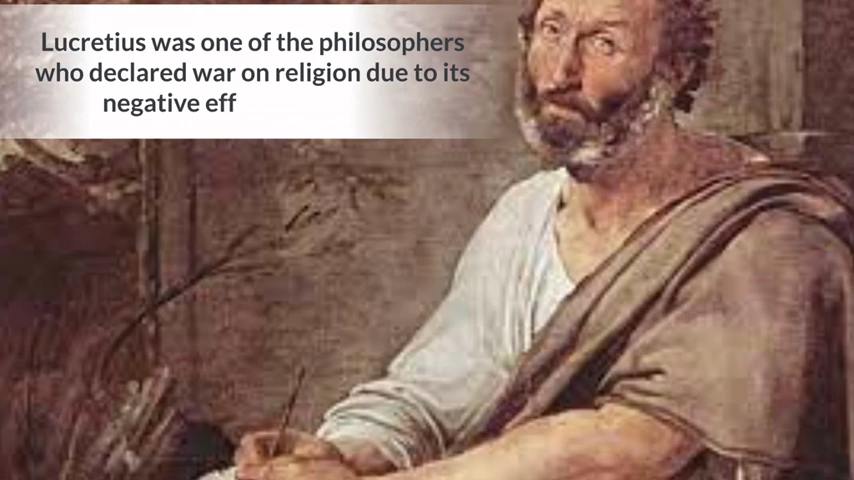 Lucretius was one of the philosophers
who declared war on religion due to its
negative eff